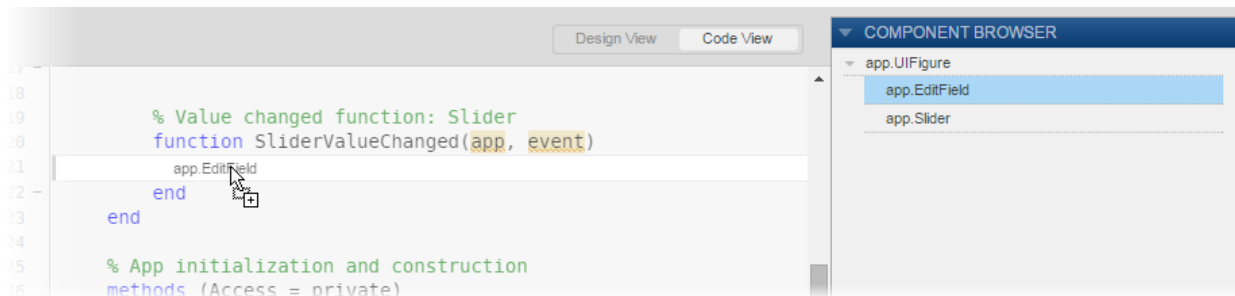 Design View Code View
COMPONENT BROWSER
app.UIFigure
app.EditField
app.Slider
17 -
18
19 % Value changed function: Slider
20 function SliderValueChanged(app, event)
21 app.EditField
22 - end
23 end
24
25 % App initialization and construction
26 methods (Access = private)